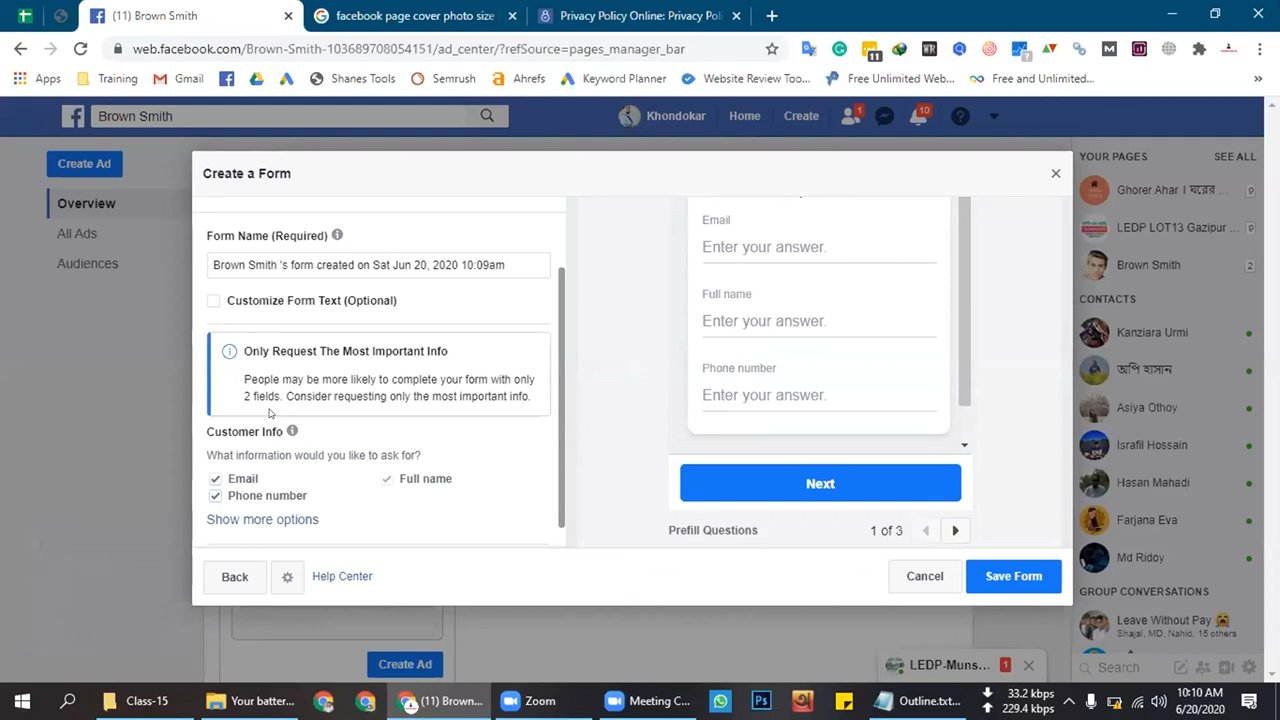 (11) Brown Smith
facebook page cover photo size
Privacy Policy Online: Privacy Poli
web.facebook.com/Brown-Smith-103689708054151/ad_center/?refSource=pages_manager_bar
11
?
Apps
Training
Gmail
Shanes Tools
Semrush
Ahrefs
Keyword Planner
Website Review Too...
Free Unlimited Web...
Free and Unlimited...
»
Brown Smith
Khondokar
Home
Create
1
10
Create Ad
Overview
All Ads
Audiences
Create a Form
Form Name (Required)
Brown Smith 's form created on Sat Jun 20, 2020 10:09am
Customize Form Text (Optional)
Only Request The Most Important Info
People may be more likely to complete your form with only
2 fields. Consider requesting only the most important info.
Customer Info
What information would you like to ask for?
Email
Full name
Phone number
Show more options
Email
Enter your answer.
Full name
Enter your answer.
Phone number
Enter your answer.
Next
Prefill Questions
1 of 3
Back
Help Center
Cancel
Save Form
Create Ad
YOUR PAGES
SEE ALL
Ghorer Ahar । ঘরের ...
9
LEDP LOT13 Gazipur ...
9
Brown Smith
2
CONTACTS
Kanziara Urmi
অপি হাসান
Asiya Othoy
Israfil Hossain
Hasan Mahadi
Farjana Eva
Md Ridoy
GROUP CONVERSATIONS
Leave Without Pay 😭
Shajal, MD, Nahid, 15 others
LEDP-Muns...
1
Search
Class-15
Your batter...
(11) Brown...
Zoom
Meeting C...
Ps
Outline.txt...
33.2 kbps
229.4 kbps
10:10 AM
6/20/2020